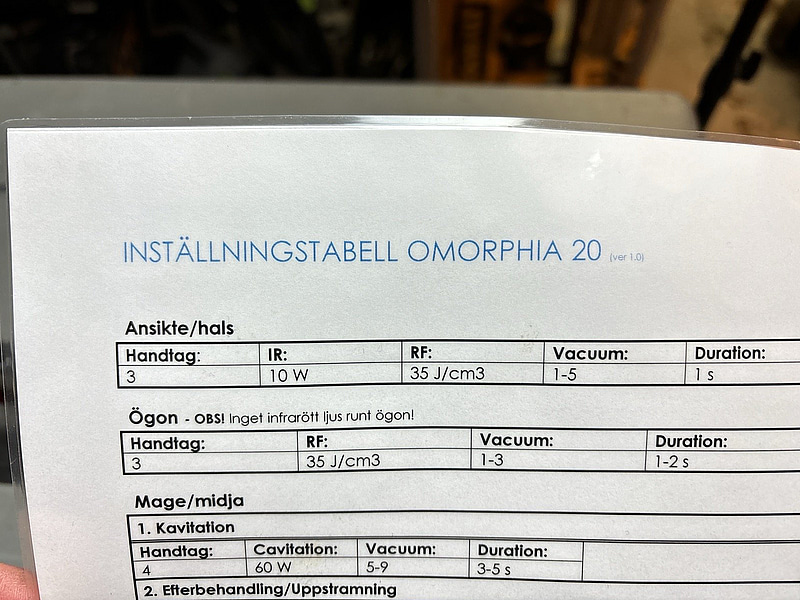 INSTÄLLNINGSTABELL OMORPHIA 20 (ver 1.0)
Ansikte/hals
Handtag: IR: RF: Vacuum: Duration:
3 10 W 35 J/cm3 1-5 1 s
Ögon - OBS! Inget infrarött ljus runt ögon!
Handtag: RF: Vacuum: Duration:
3 35 J/cm3 1-3 1-2 s
Mage/midja
1. Kavitation
Handtag: Cavitation: Vacuum: Duration:
4 60 W 5-9 3-5 s
2. Efterbehandling/Uppstramning